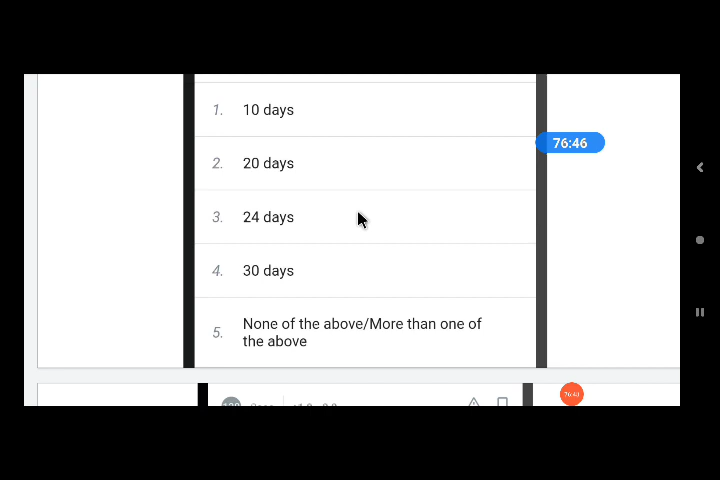 1. 10 days
76:46
2. 20 days
3. 24 days
4. 30 days
5. None of the above/More than one of
the above